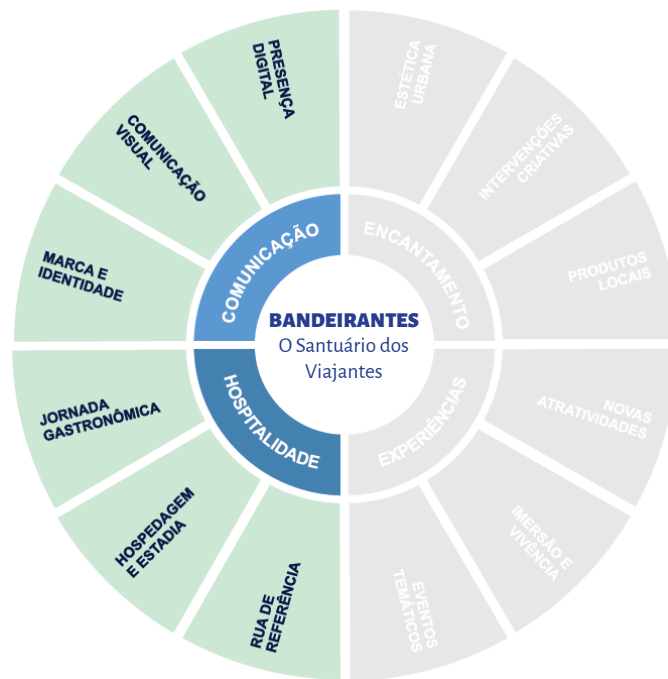 PRESENÇA
DIGITAL
ESTÉTICA
URBANA
COMUNICAÇÃO
VISUAL
INTERVENÇÕES
CRIATIVAS
MARCA E
IDENTIDADE
PRODUTOS
LOCAIS
COMUNICAÇÃO
ENCANTAMENTO
BANDEIRANTES
O Santuário dos
Viajantes
HOSPITALIDADE
EXPERIÊNCIAS
JORNADA
GASTRONÔMICA
NOVAS
ATRATIVIDADES
HOSPEDAGEM
E ESTADIA
IMERSÃO E
VIVÊNCIA
RUA DE
REFERÊNCIA
EVENTOS
TEMÁTICOS